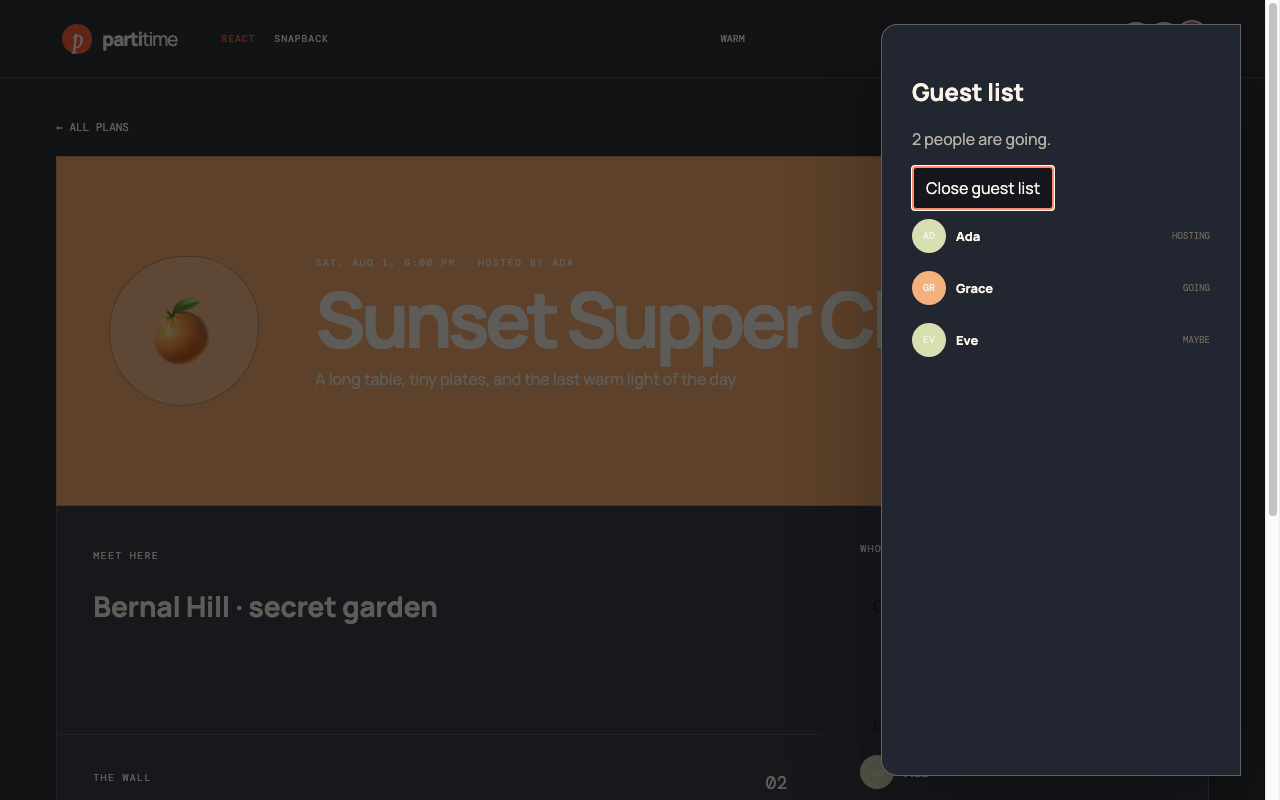 partitime
REACT
SNAPBACK
WARM
← ALL PLANS
SAT, AUG 1, 6:00 PM · HOSTED BY ADA
Sunset Supper
A long table, tiny plates, and the last warm light of the day.
MEET HERE
Bernal Hill · secret garden
THE WALL
02
Guest list
2 people are going.
Close guest list
AD Ada HOSTING
GR Grace GOING
EV Eve MAYBE